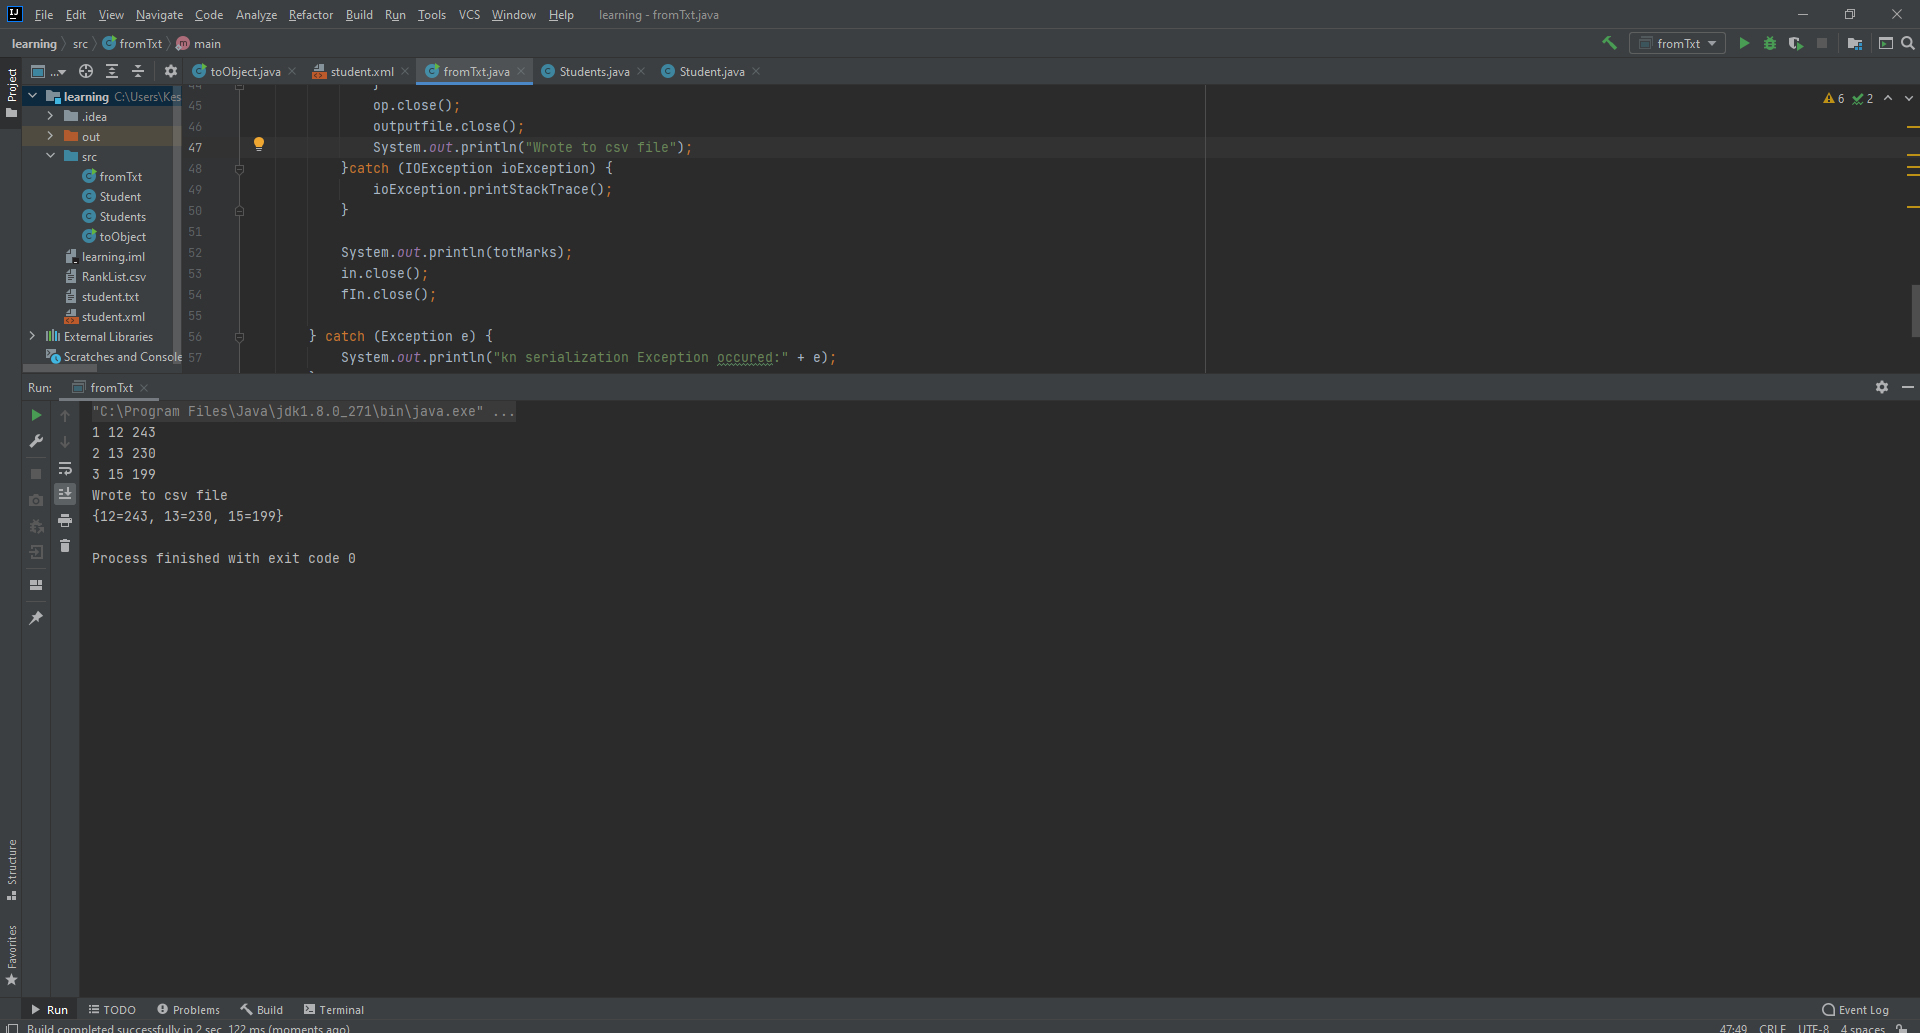 File Edit View Navigate Code Analyze Refactor Build Run Tools VCS Window Help learning - fromTxt.java
learning src fromTxt main
fromTxt
Project
...
toObject.java student.xml fromTxt.java Students.java Student.java
learning C:\Users\Kes
.idea
out
src
fromTxt
Student
Students
toObject
learning.iml
RankList.csv
student.txt
student.xml
External Libraries
Scratches and Console
6 2
44 }
45 op.close();
46 outputfile.close();
47 System.out.println("Wrote to csv file");
48 }catch (IOException ioException) {
49 ioException.printStackTrace();
50 }
51
52 System.out.println(totMarks);
53 in.close();
54 fIn.close();
55
56 } catch (Exception e) {
57 System.out.println("kn serialization Exception occured:" + e);
Run: fromTxt
"C:\Program Files\Java\jdk1.8.0_271\bin\java.exe" ...
1 12 243
2 13 230
3 15 199
Wrote to csv file
{12=243, 13=230, 15=199}
Process finished with exit code 0
Structure
Favorites
Run TODO Problems Build Terminal Event Log
Build completed successfully in 2 sec, 122 ms (moments ago) 47:49 CRLF UTF-8 4 spaces